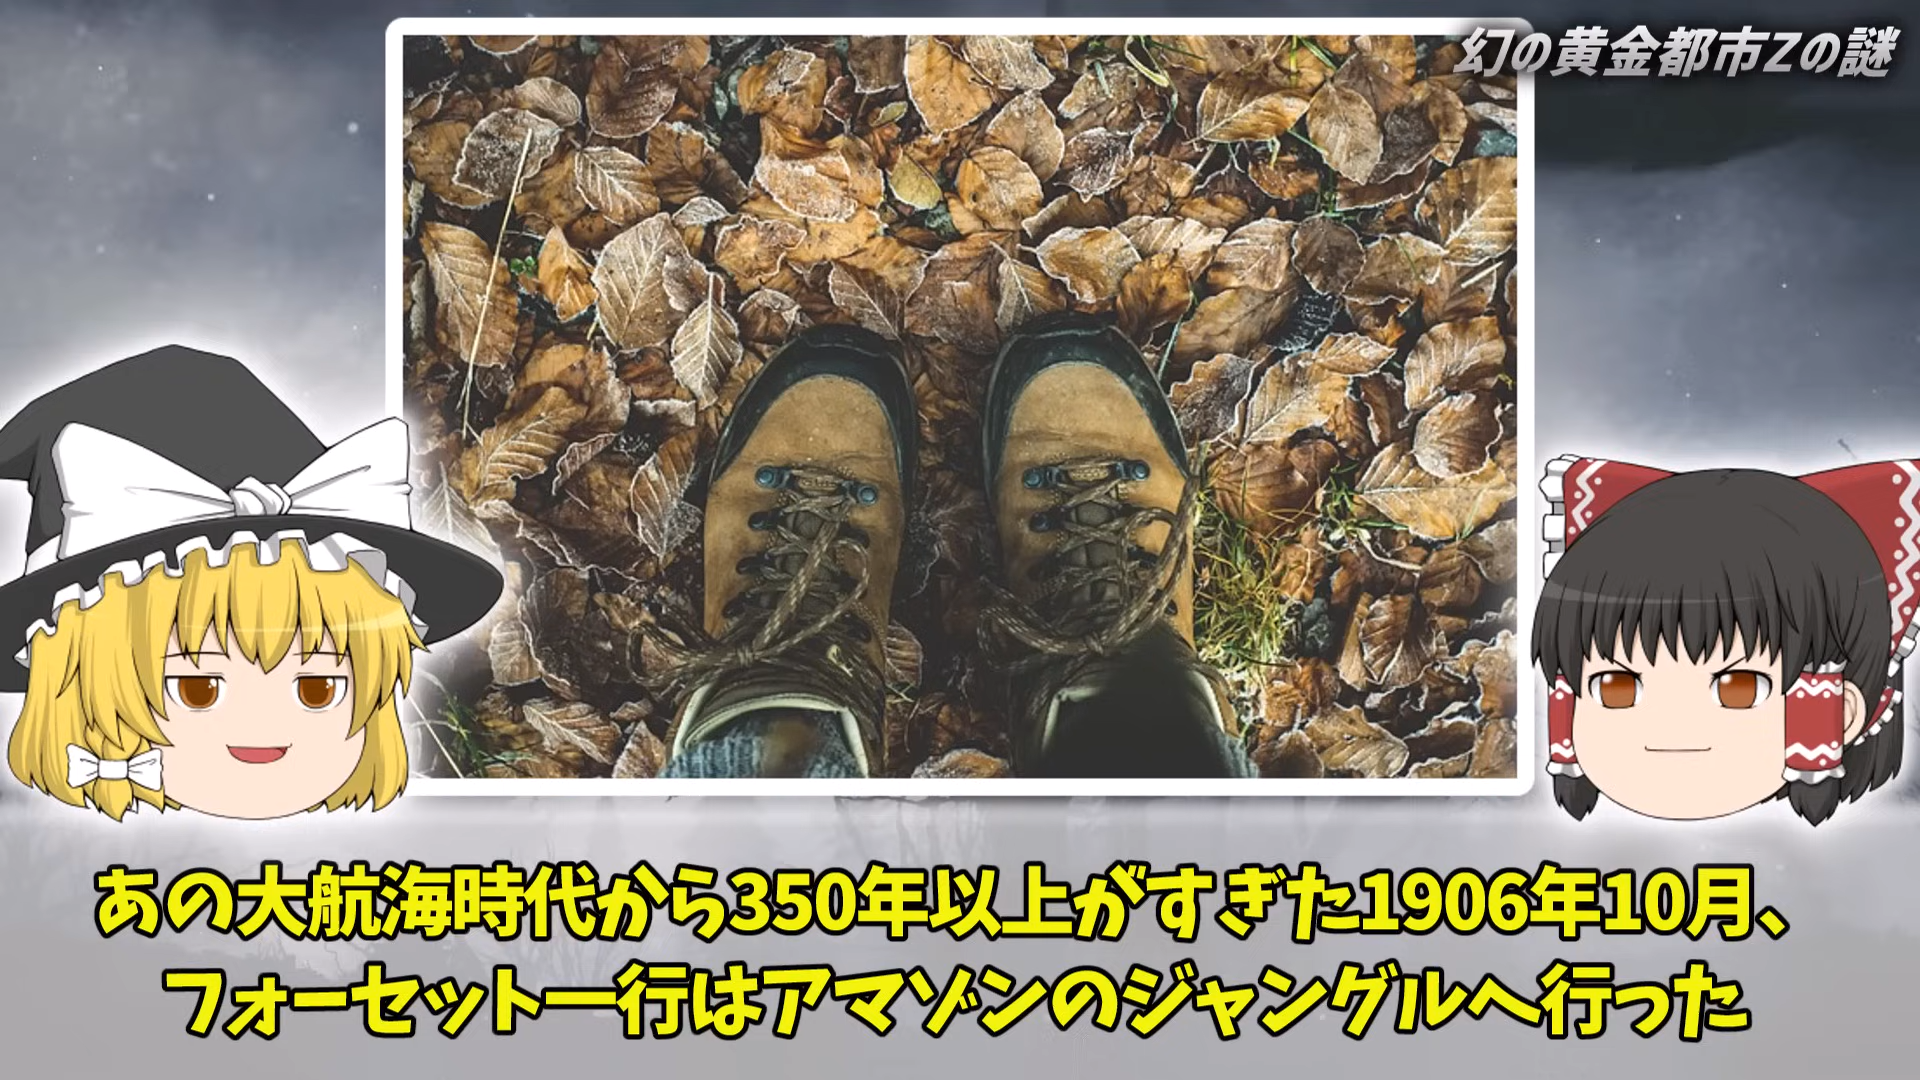 幻の黄金都市Zの謎
あの大航海時代から350年以上がすぎた1906年10月、
フォーセット一行はアマゾンのジャングルへ行った